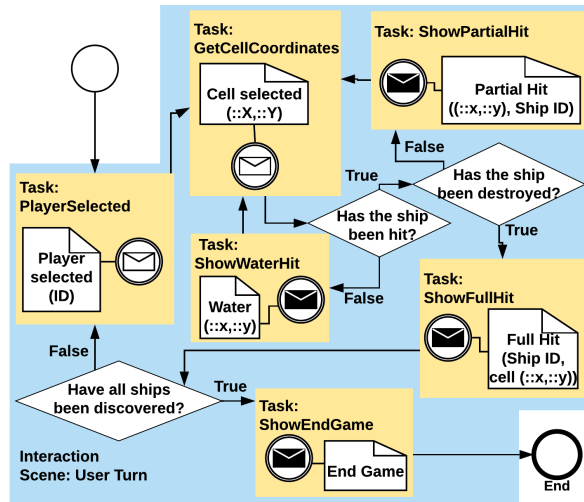 Task:
GetCellCoordinates
Cell selected
(::X,::Y)
Task: ShowPartialHit
Partial Hit
((::x,::y), Ship ID)
False
Has the ship
been destroyed?
True
True
Has the ship
been hit?
False
Task:
PlayerSelected
Player
selected
(ID)
Task:
ShowWaterHit
Water
(::x,::y)
Task:
ShowFullHit
Full Hit
(Ship ID,
cell (::x,::y))
False
Have all ships
been discovered?
True
Task:
ShowEndGame
End Game
End
Interaction
Scene: User Turn